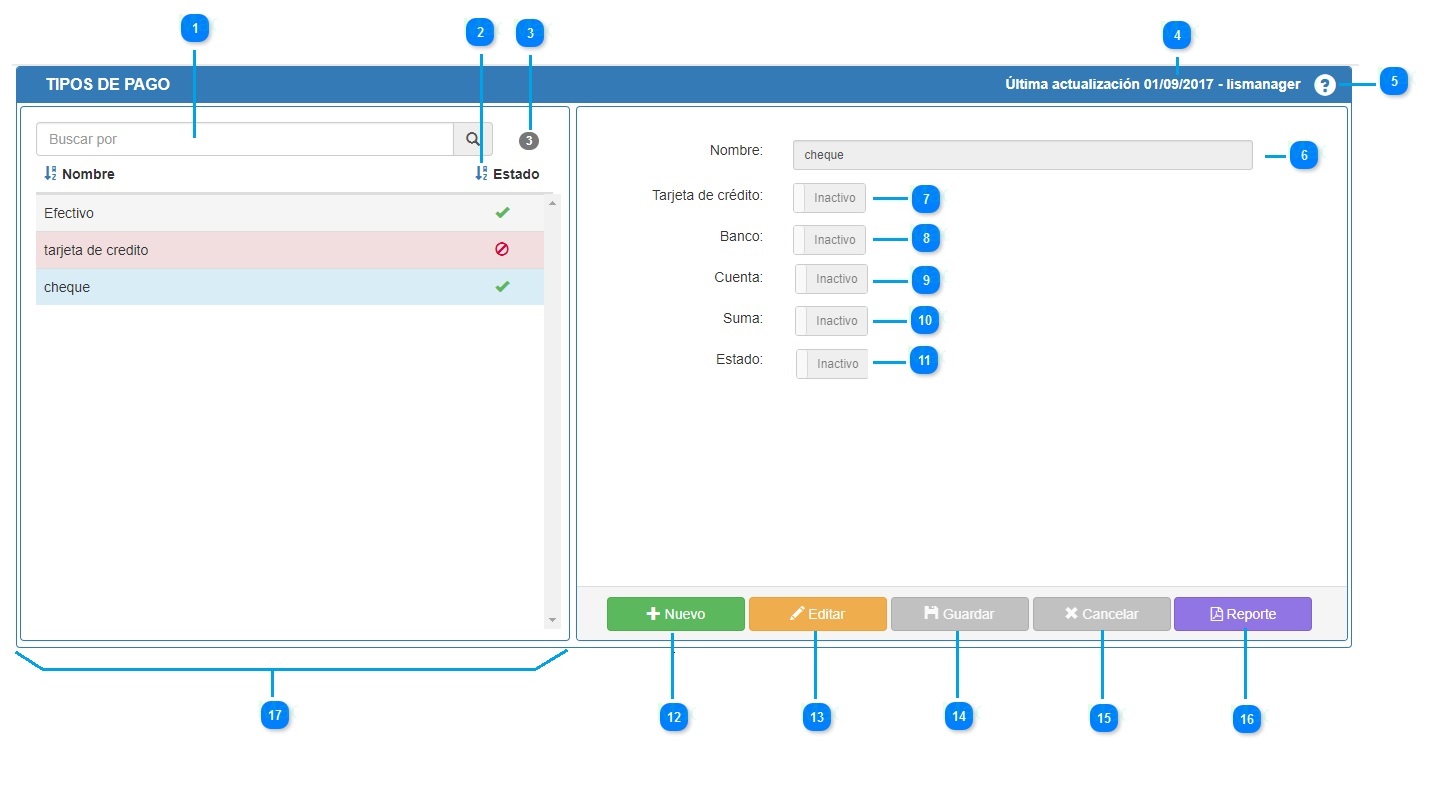 1
2
3
4
TIPOS DE PAGO
Última actualización 01/09/2017 - lismanager
?
5
Buscar por
3
Nombre
Estado
Efectivo
tarjeta de credito
cheque
Nombre:
cheque
6
Tarjeta de crédito:
Inactivo
7
Banco:
Inactivo
8
Cuenta:
Inactivo
9
Suma:
Inactivo
10
Estado:
Inactivo
11
Nuevo
Editar
Guardar
Cancelar
Reporte
17
12
13
14
15
16